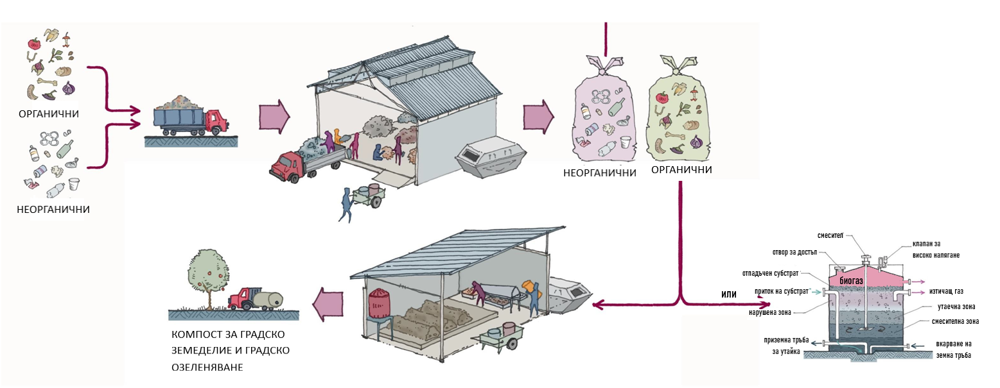 ОРГАНИЧНИ
НЕОРГАНИЧНИ
НЕОРГАНИЧНИ
ОРГАНИЧНИ
КОМПОСТ ЗА ГРАДСКО
ЗЕМЕДЕЛИЕ И ГРАДСКО
ОЗЕЛЕНЯВАНЕ
ИЛИ
смесител
клапан за
високо налягане
отвор за достъп
отпадъчен субстрат
биогаз
приток на субстрат
изтичащ газ
нарушена зона
утаечна зона
смесителна зона
приземна тръба
за утайка
вкарване на
земна тръба